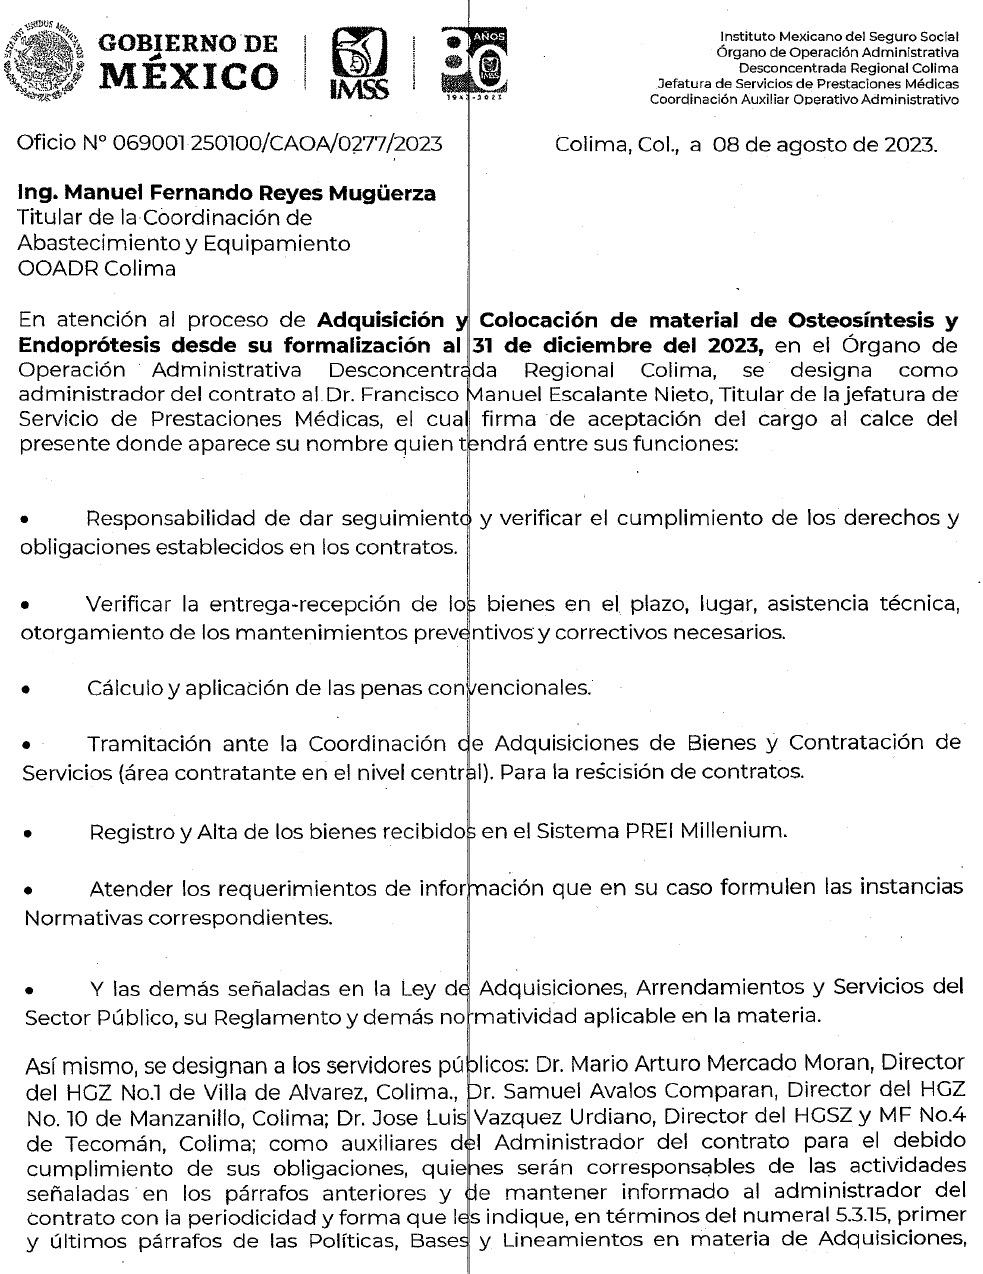 GOBIERNO DE
MÉXICO
IMSS
AÑOS
1943-2023
Instituto Mexicano del Seguro Social
Órgano de Operación Administrativa
Desconcentrada Regional Colima
Jefatura de Servicios de Prestaciones Médicas
Coordinación Auxiliar Operativo Administrativo
Oficio N° 069001 250100/CAOA/0277/2023
Colima, Col., a 08 de agosto de 2023.
Ing. Manuel Fernando Reyes Mugüerza
Titular de la Coordinación de
Abastecimiento y Equipamiento
OOADR Colima
En atención al proceso de Adquisición y Colocación de material de Osteosíntesis y
Endoprótesis desde su formalización al 31 de diciembre del 2023, en el Órgano de
Operación Administrativa Desconcentrada Regional Colima, se designa como
administrador del contrato al Dr. Francisco Manuel Escalante Nieto, Titular de la jefatura de
Servicio de Prestaciones Médicas, el cual firma de aceptación del cargo al calce del
presente donde aparece su nombre quien tendrá entre sus funciones:
• Responsabilidad de dar seguimiento y verificar el cumplimiento de los derechos y
obligaciones establecidos en los contratos.
• Verificar la entrega-recepción de los bienes en el plazo, lugar, asistencia técnica,
otorgamiento de los mantenimientos preventivos y correctivos necesarios.
• Cálculo y aplicación de las penas convencionales.
• Tramitación ante la Coordinación de Adquisiciones de Bienes y Contratación de
Servicios (área contratante en el nivel central). Para la rescisión de contratos.
• Registro y Alta de los bienes recibidos en el Sistema PREI Millenium.
• Atender los requerimientos de información que en su caso formulen las instancias
Normativas correspondientes.
• Y las demás señaladas en la Ley de Adquisiciones, Arrendamientos y Servicios del
Sector Público, su Reglamento y demás normatividad aplicable en la materia.
Así mismo, se designan a los servidores públicos: Dr. Mario Arturo Mercado Moran, Director
del HGZ No.1 de Villa de Alvarez, Colima., Dr. Samuel Avalos Comparan, Director del HGZ
No. 10 de Manzanillo, Colima; Dr. Jose Luis Vazquez Urdiano, Director del HGSZ y MF No.4
de Tecomán, Colima; como auxiliares del Administrador del contrato para el debido
cumplimiento de sus obligaciones, quienes serán corresponsables de las actividades
señaladas en los párrafos anteriores y de mantener informado al administrador del
contrato con la periodicidad y forma que les indique, en términos del numeral 5.3.15, primer
y últimos párrafos de las Políticas, Bases y Lineamientos en materia de Adquisiciones,